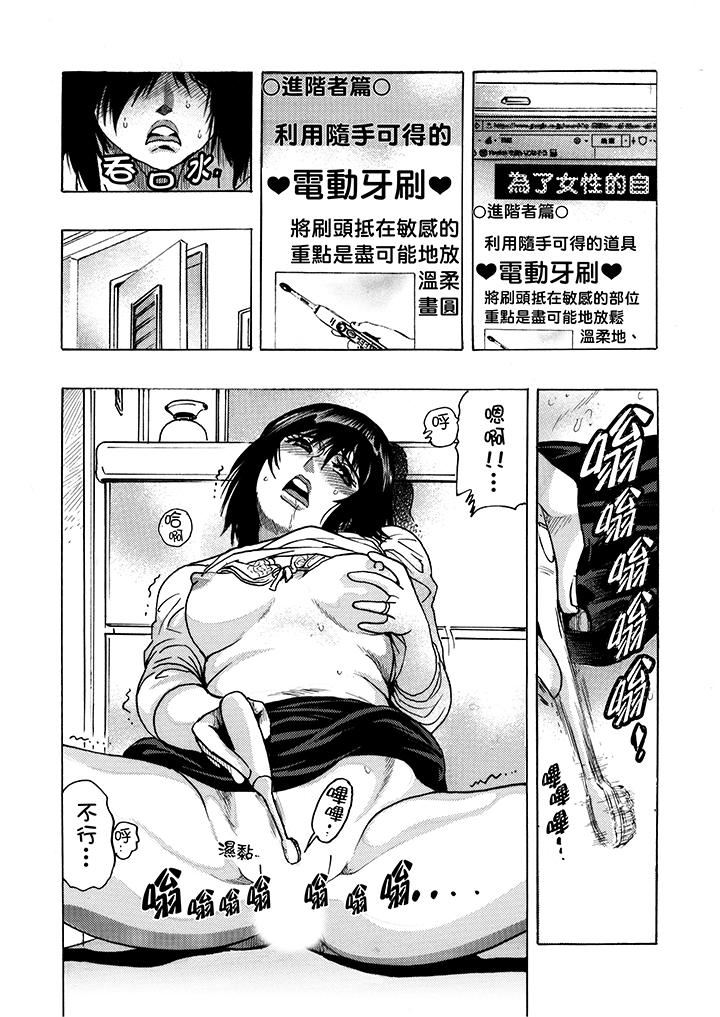 為了女性的自
○進階者篇○
利用隨手可得的道具
❤電動牙刷❤
將刷頭抵在敏感的部位
重點是盡可能地放鬆
溫柔地、
○進階者篇○
利用隨手可得的
❤電動牙刷❤
將刷頭抵在敏感的
重點是盡可能地放
溫柔
畫圓
吞口水
嗡嗡嗡嗡嗡!
嗶嗶…
嗯啊!!…
呼
哈啊
嗶嗶…
不行…
呼
濕黏…
嗡嗡嗡嗡嗡嗡嗡....